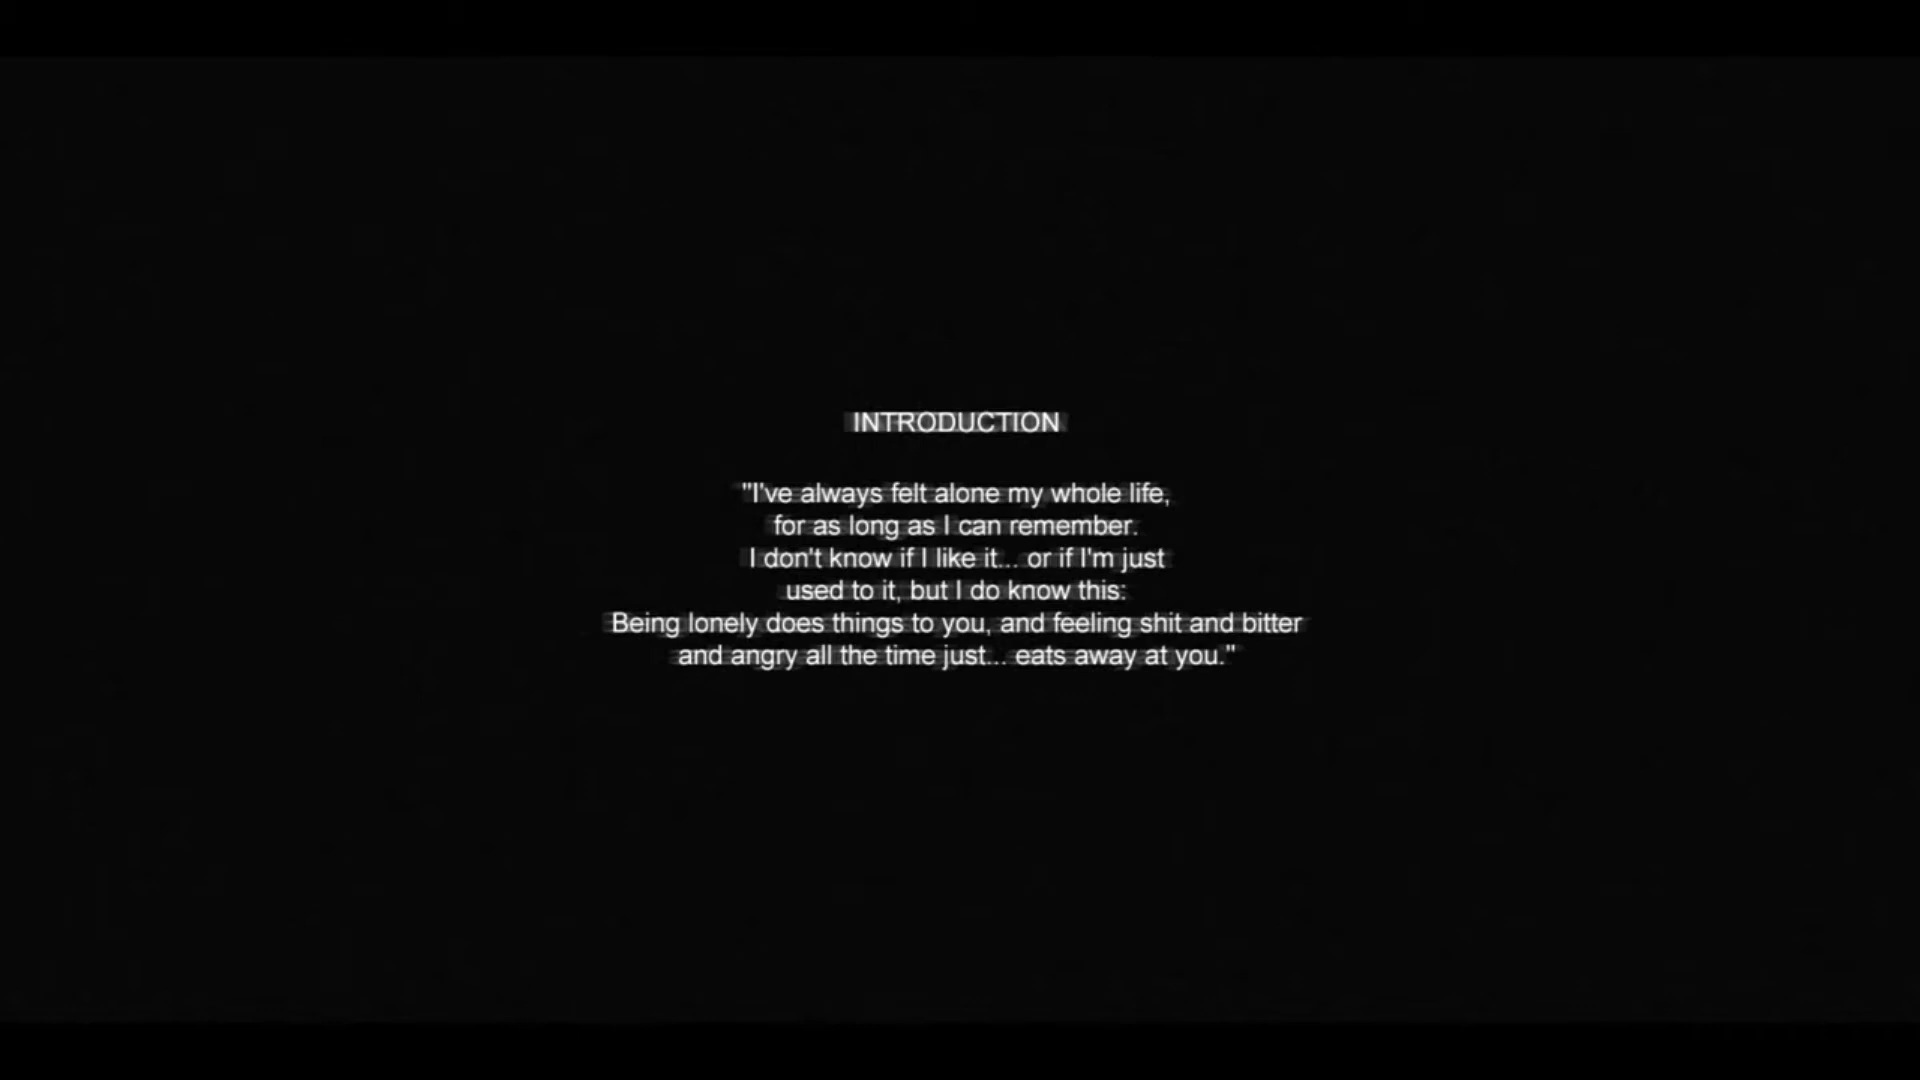 INTRODUCTION
"I've always felt alone my whole life,
for as long as I can remember.
I don't know if I like it... or if I'm just
used to it, but I do know this:
Being lonely does things to you, and feeling shit and bitter
and angry all the time just... eats away at you."